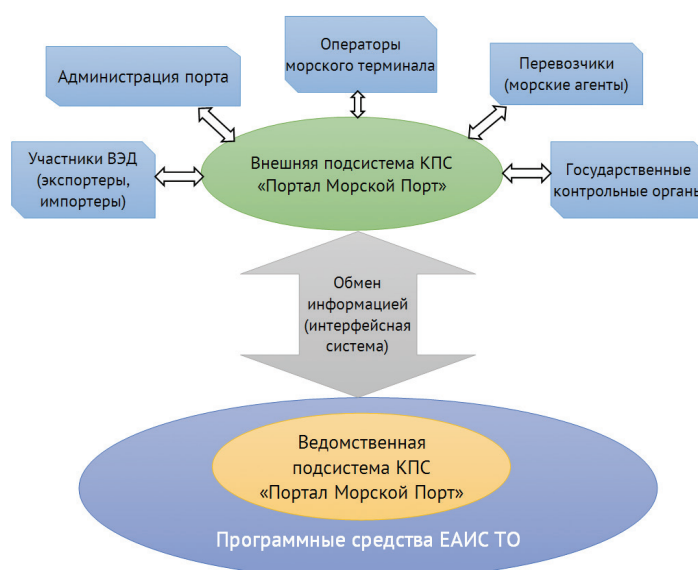 Операторы
морского терминала
Администрация порта
Перевозчики
(морские агенты)
Участники ВЭД
(экспортеры,
импортеры)
Внешняя подсистема КПС
«Портал Морской Порт»
Государственные
контрольные органы
Обмен
информацией
(интерфейсная
система)
Ведомственная
подсистема КПС
«Портал Морской Порт»
Программные средства ЕАИС ТО